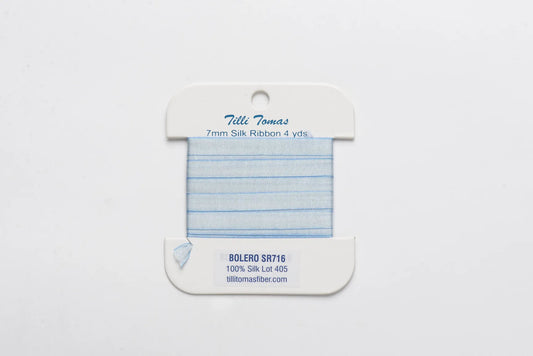 Tilli Tomas
7mm Silk Ribbon 4 yds
BOLERO SR716
100% Silk Lot 405
tillitomasfiber.com